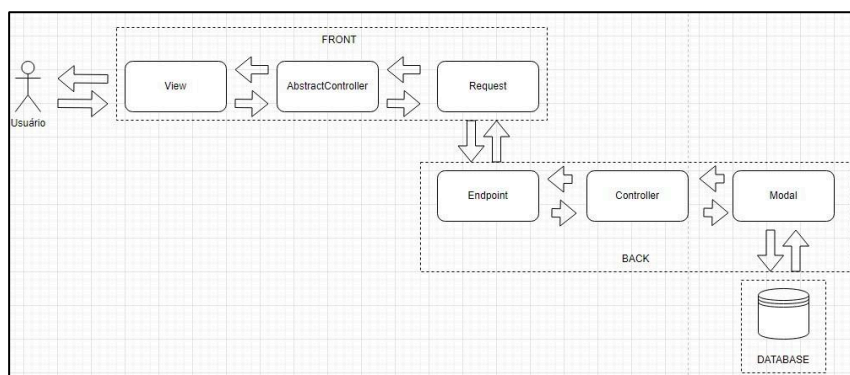 FRONT
View
AbstractController
Request
Usuário
Endpoint
Controller
Modal
BACK
DATABASE